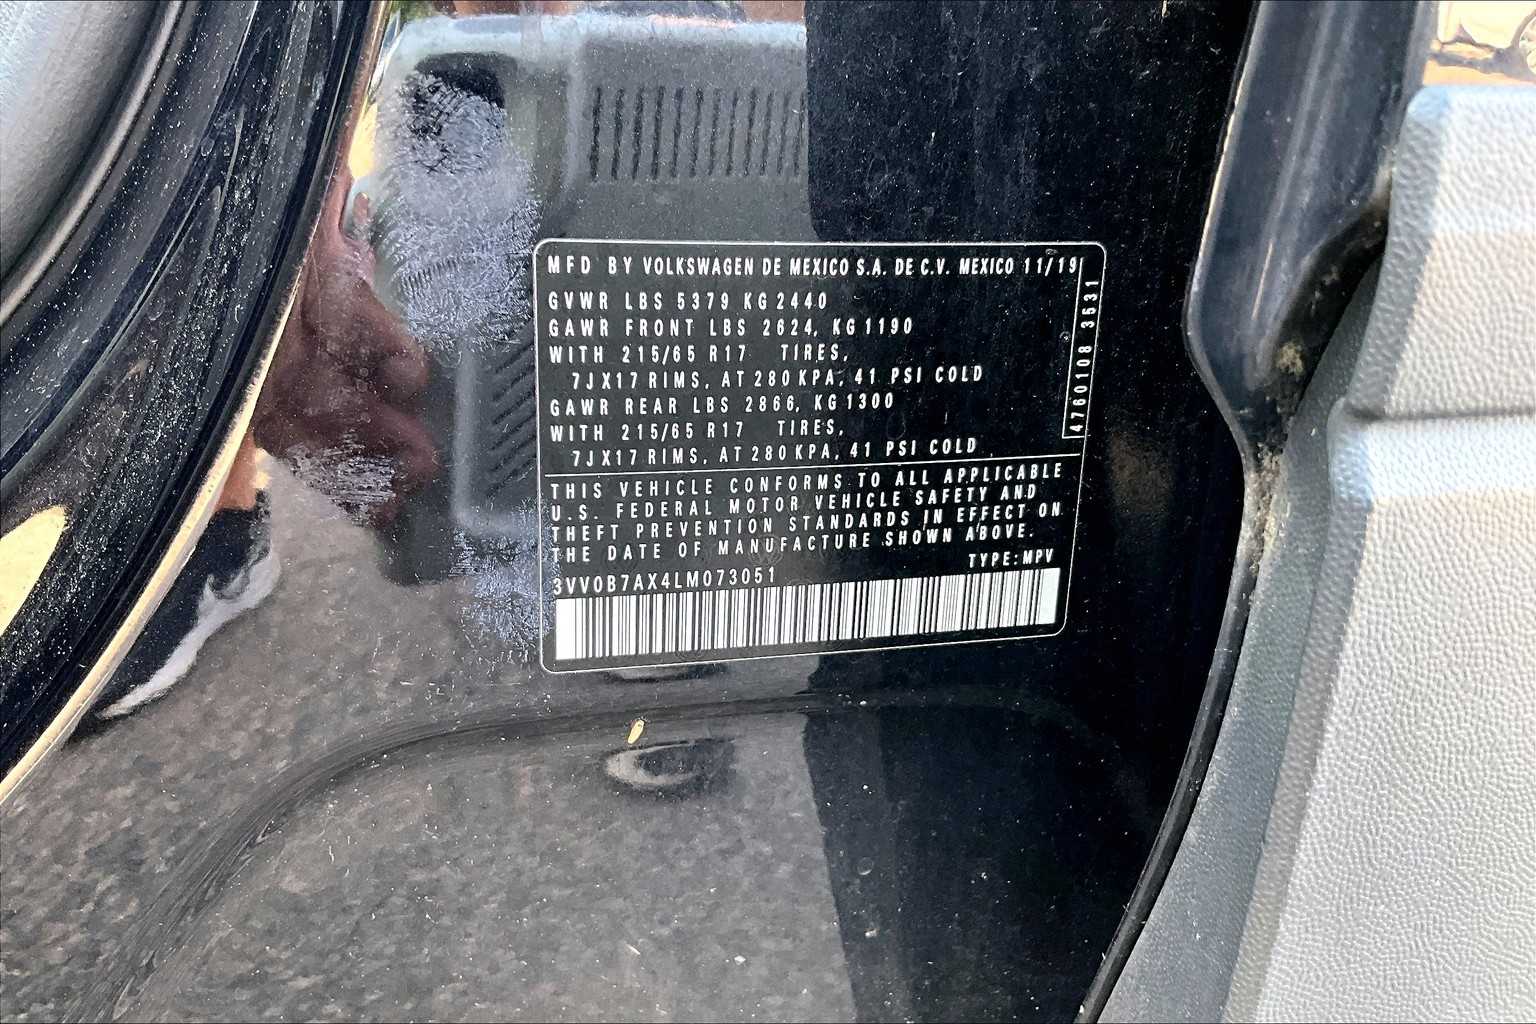 MFD BY VOLKSWAGEN DE MEXICO S.A. DE C.V. MEXICO 11/19
GVWR LBS 5379 KG 2440
GAWR FRONT LBS 2624, KG 1190
WITH 215/65 R17 TIRES,
7JX17 RIMS, AT 280 KPA, 41 PSI COLD
GAWR REAR LBS 2866, KG 1300
WITH 215/65 R17 TIRES,
7JX17 RIMS, AT 280 KPA, 41 PSI COLD
4760108 3531
THIS VEHICLE CONFORMS TO ALL APPLICABLE
U.S. FEDERAL MOTOR VEHICLE SAFETY AND
THEFT PREVENTION STANDARDS IN EFFECT ON
THE DATE OF MANUFACTURE SHOWN ABOVE.
TYPE: MPV
3VV0B7AX4LM073051